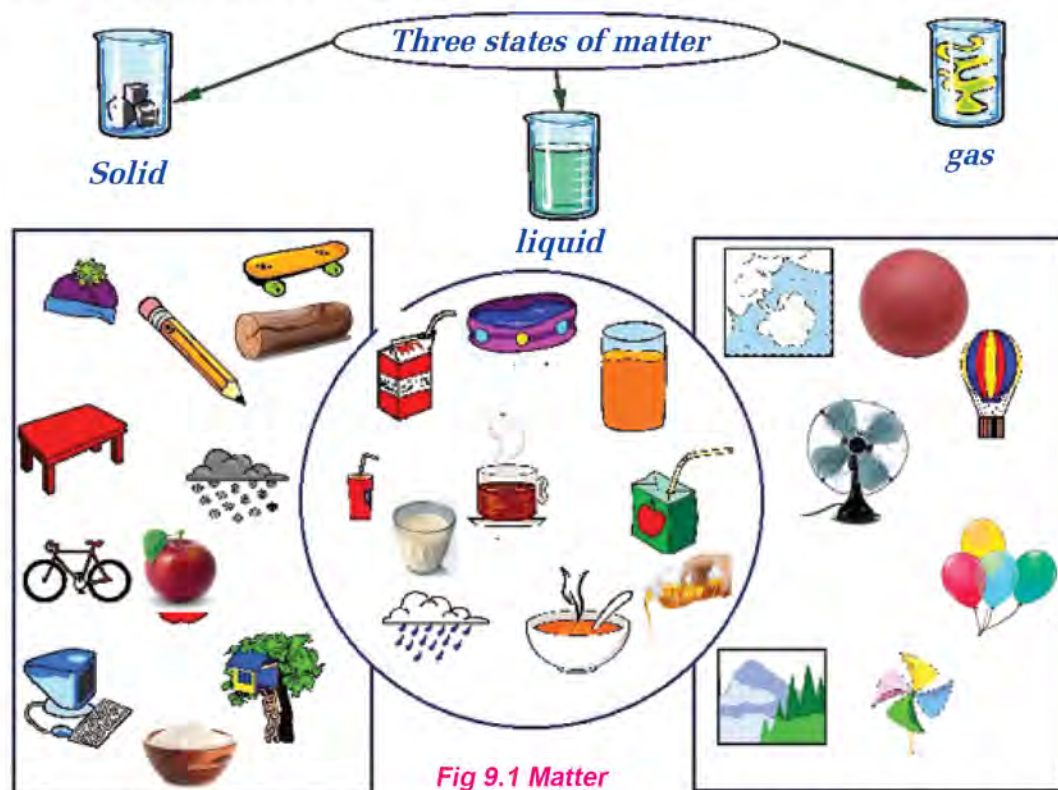 Three states of matter
Solid
liquid
gas
Fig 9.1 Matter